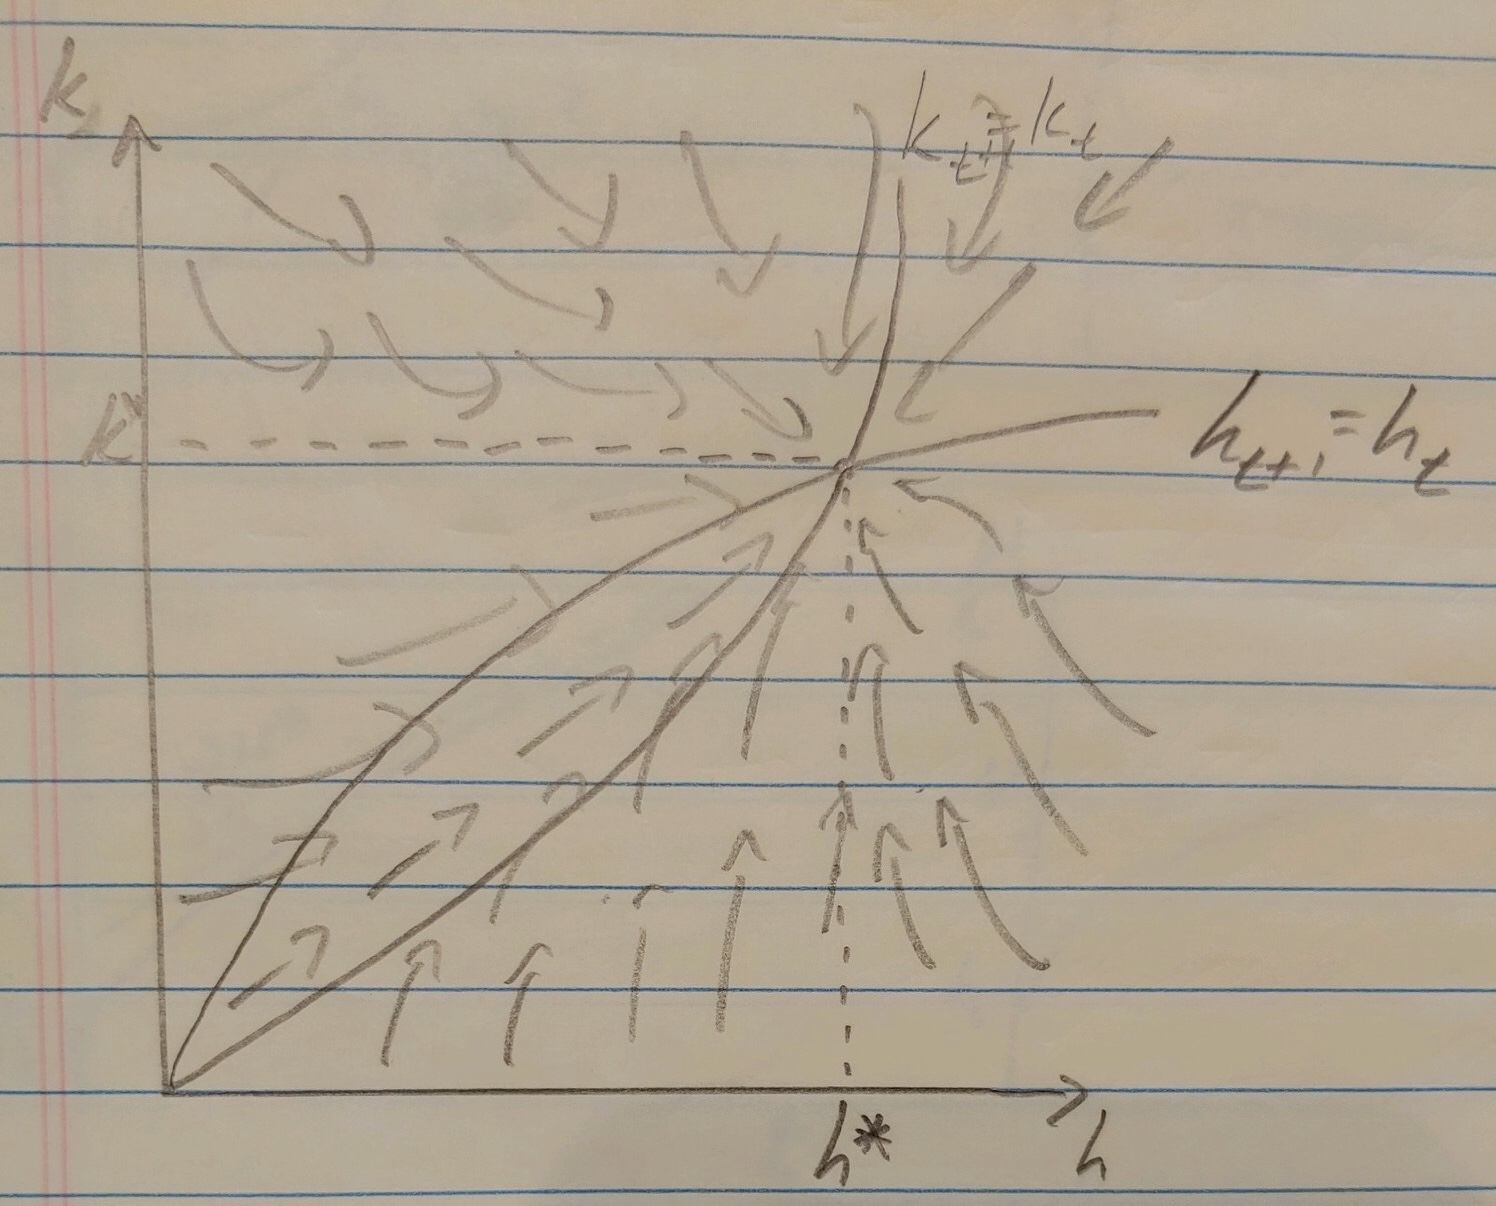 k
k_{t+1} = k_t
h_{t+1} = h_t
k*
h*
h